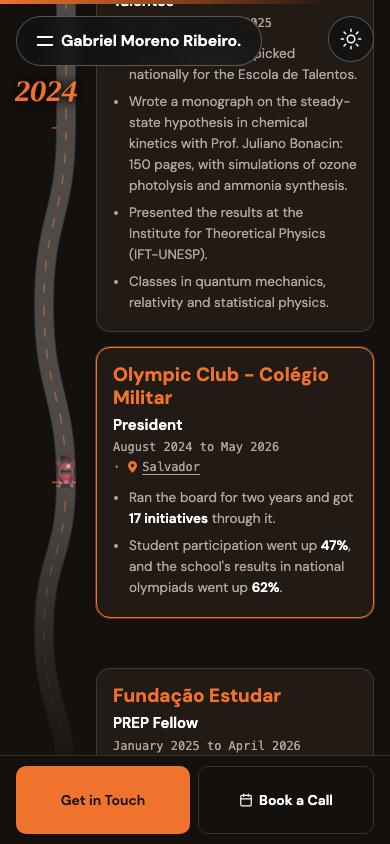 Talentos
Gabriel Moreno Ribeiro.
2025
picked
nationally for the Escola de Talentos.
2024
• Wrote a monograph on the steady-
state hypothesis in chemical
kinetics with Prof. Juliano Bonacin:
150 pages, with simulations of ozone
photolysis and ammonia synthesis.
• Presented the results at the
Institute for Theoretical Physics
(IFT-UNESP).
• Classes in quantum mechanics,
relativity and statistical physics.
Olympic Club – Colégio
Militar
President
August 2024 to May 2026
· Salvador
• Ran the board for two years and got
17 initiatives through it.
• Student participation went up 47%,
and the school's results in national
olympiads went up 62%.
Fundação Estudar
PREP Fellow
January 2025 to April 2026
Get in Touch
Book a Call